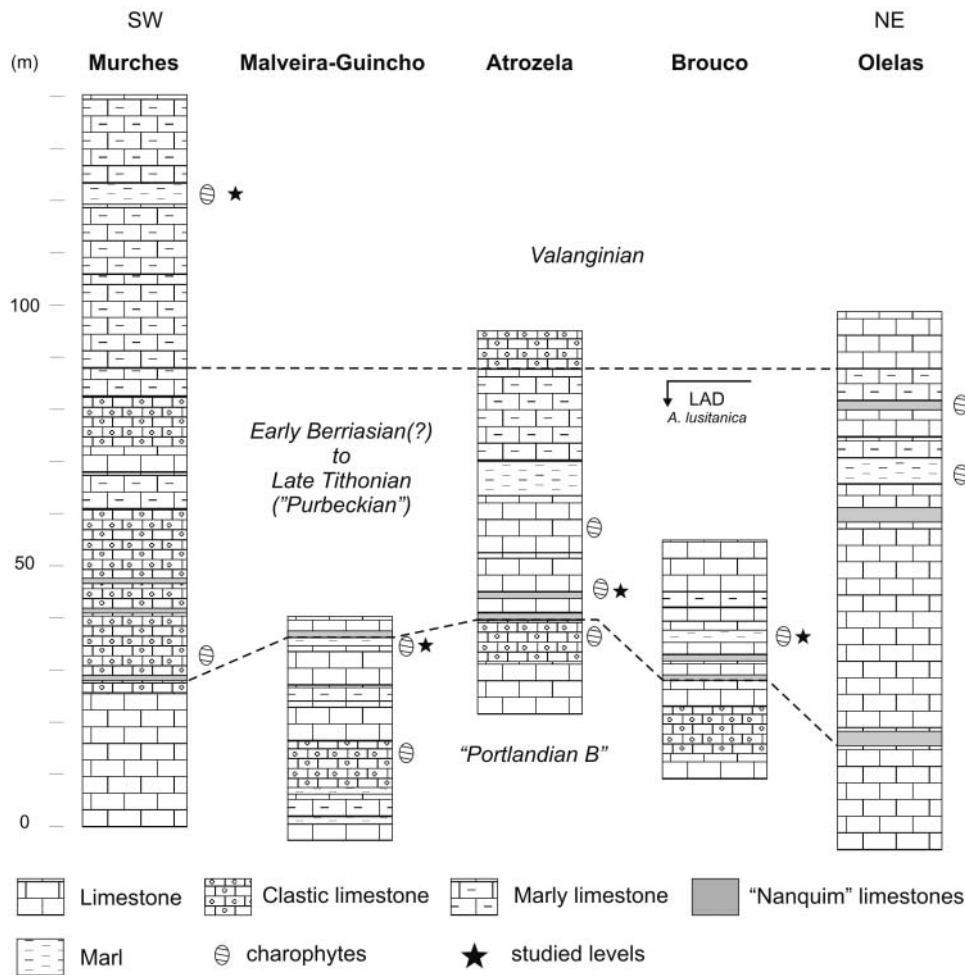 SW NE
(m) Murches Malveira-Guincho Atrozela Brouco Olelas
Valanginian
100
LAD
A. lusitanica
Early Berriasian(?)
to
Late Tithonian
("Purbeckian")
50
"Portlandian B"
0
Limestone Clastic limestone Marly limestone "Nanquim" limestones
Marl charophytes studied levels